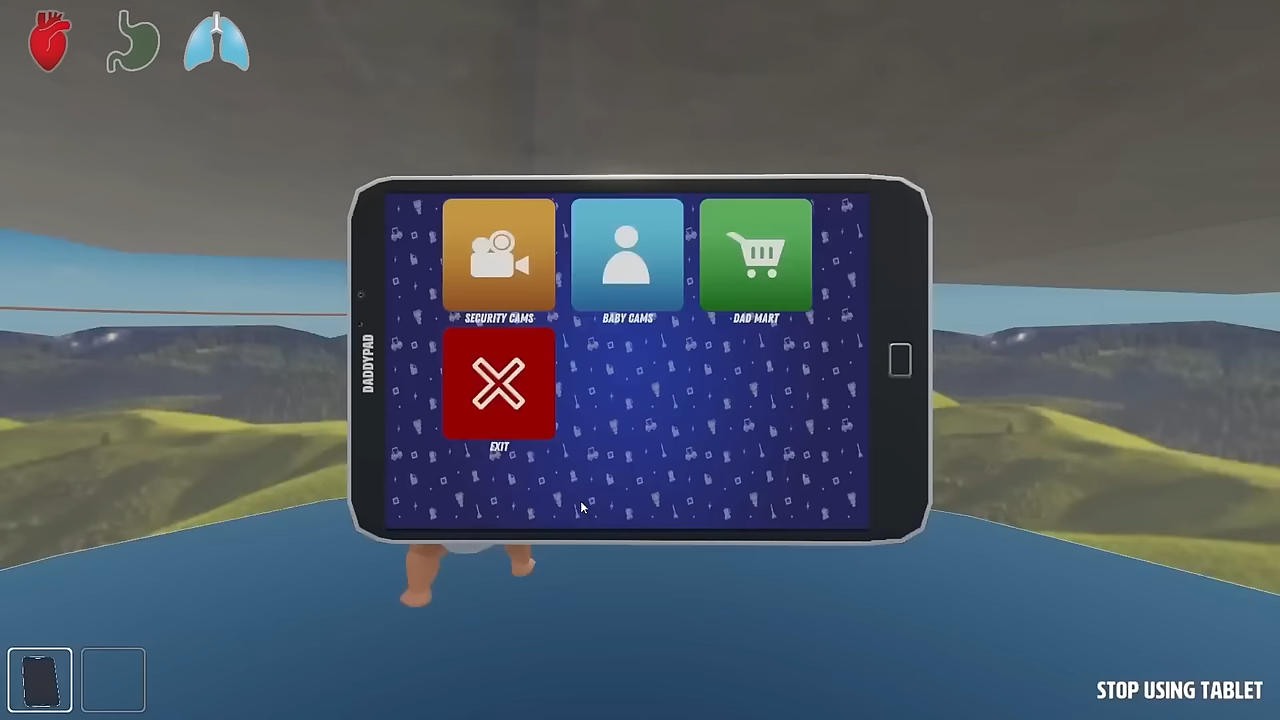 SECURITY CAMS
BABY CAMS
DAD MART
DADDYPAD
EXIT
STOP USING TABLET